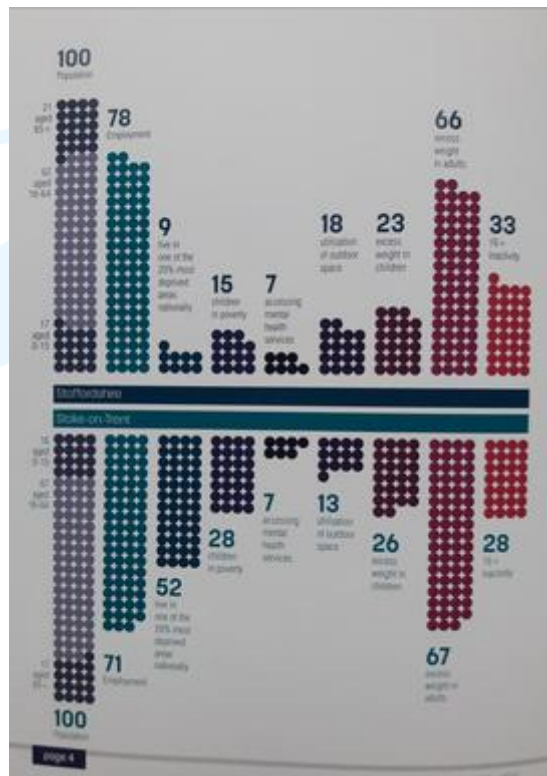 100
Population
21
aged
65+
62
aged
16-64
17
aged
0-15
78
Employment
9
live in
one of the
20% most
deprived
areas
nationally
15
children
in poverty
7
accessing
mental
health
services
18
utilisation
of outdoor
space
23
excess
weight in
children
66
excess
weight
in adults
33
16+
inactivity
Staffordshire
Stoke-on-Trent
aged
0-15
aged
16-64
aged
65+
100
Population
71
Employment
52
live in
one of the
20% most
deprived
areas
nationally
28
children
in poverty
7
accessing
mental
health
services
13
utilisation
of outdoor
space
26
excess
weight in
children
67
excess
weight in
adults
28
16+
inactivity
page 4